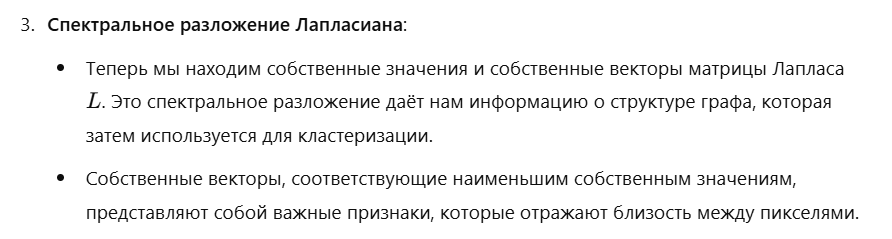 3. Спектральное разложение Лапласиана:
• Теперь мы находим собственные значения и собственные векторы матрицы Лапласа
L. Это спектральное разложение даёт нам информацию о структуре графа, которая
затем используется для кластеризации.
• Собственные векторы, соответствующие наименьшим собственным значениям,
представляют собой важные признаки, которые отражают близость между пикселями.